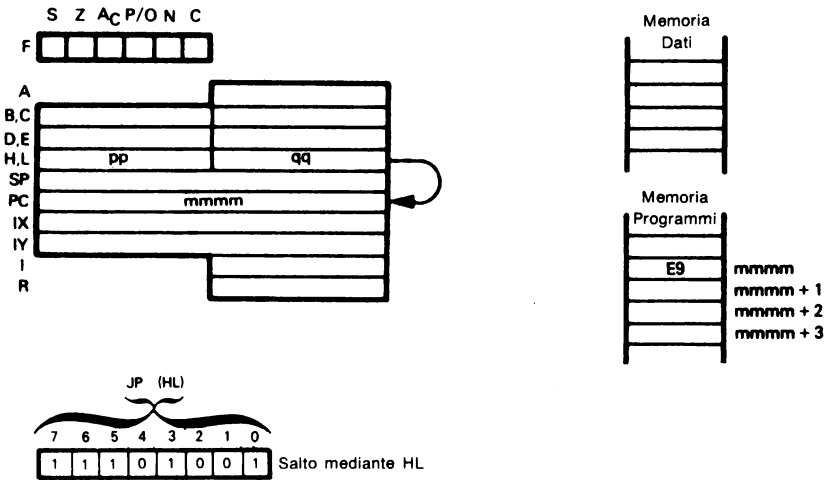 S Z AC P/O N C
F
A
B,C
D,E
H,L pp qq
SP
PC mmmm
IX
IY
I
R
Memoria
Dati
Memoria
Programmi
E9 mmmm
mmmm + 1
mmmm + 2
mmmm + 3
JP (HL)
7 6 5 4 3 2 1 0
1 1 1 0 1 0 0 1 Salto mediante HL